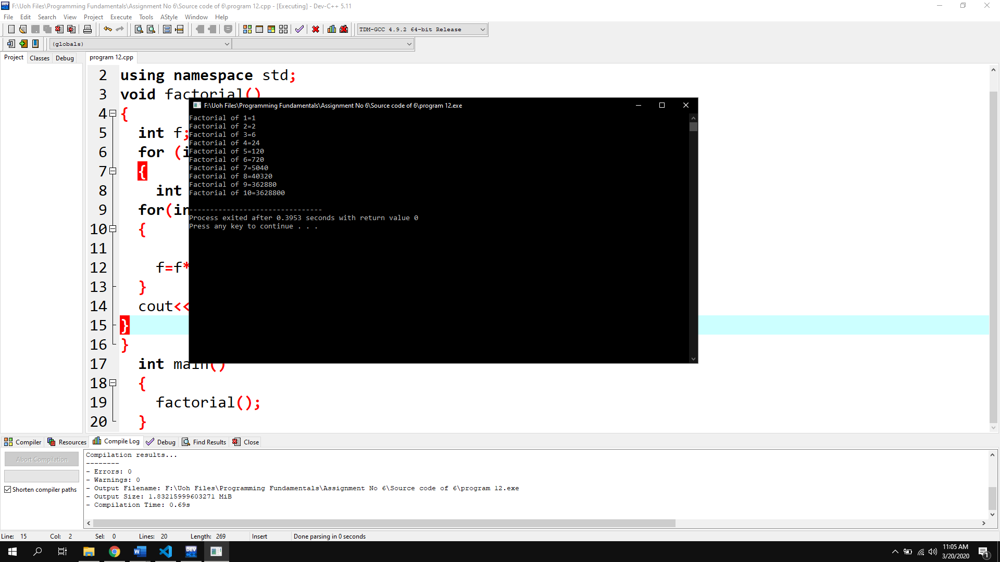 F:\Uoh Files\Programming Fundamentals\Assignment No 6\Source code of 6\program 12.cpp - [Executing] - Dev-C++ 5.11
File Edit Search View Project Execute Tools AStyle Window Help
TDM-GCC 4.9.2 64-bit Release
(globals)
Project Classes Debug
program 12.cpp
2 using namespace std;
3 void factorial()
4 {
5 int f;
6 for (i
7 {
8 int
9 for(in
10 {
11
12 f=f*
13 }
14 cout<<
15 }
16 }
17 int main()
18 {
19 factorial();
20 }
F:\Uoh Files\Programming Fundamentals\Assignment No 6\Source code of 6\program 12.exe
Factorial of 1=1
Factorial of 2=2
Factorial of 3=6
Factorial of 4=24
Factorial of 5=120
Factorial of 6=720
Factorial of 7=5040
Factorial of 8=40320
Factorial of 9=362880
Factorial of 10=3628800
--------------------------------
Process exited after 0.3953 seconds with return value 0
Press any key to continue . . .
Compiler Resources Compile Log Debug Find Results Close
Abort Compilation
Shorten compiler paths
Compilation results...
--------
- Errors: 0
- Warnings: 0
- Output Filename: F:\Uoh Files\Programming Fundamentals\Assignment No 6\Source code of 6\program 12.exe
- Output Size: 1.83215999603271 MiB
- Compilation Time: 0.69s
Line: 15 Col: 2 Sel: 0 Lines: 20 Length: 269 Insert Done parsing in 0 seconds
11:05 AM
3/20/2020
1